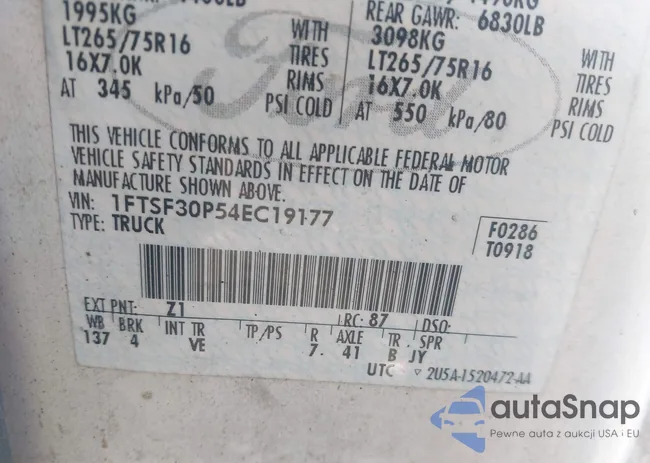 1995KG
LT265/75R16 WITH
16X7.0K TIRES
RIMS
AT 345 kPa/50 PSI COLD
REAR GAWR: 6830LB
3098KG WITH
LT265/75R16 TIRES
16X7.0K RIMS
AT 550 kPa/80 PSI COLD
Ford
THIS VEHICLE CONFORMS TO ALL APPLICABLE FEDERAL MOTOR
VEHICLE SAFETY STANDARDS IN EFFECT ON THE DATE OF
MANUFACTURE SHOWN ABOVE.
VIN: 1FTSF30P54EC19177
TYPE: TRUCK
F0286
T0918
EXT PNT: Z1 RC: 87 DSO:
WB BRK INT TR TP/PS R AXLE TR. SPR
137 4 VE 7. 41 B JY
UTC ▽ 2U5A-1520472-AA
autaSnap
Pewne auta z aukcji USA i EU